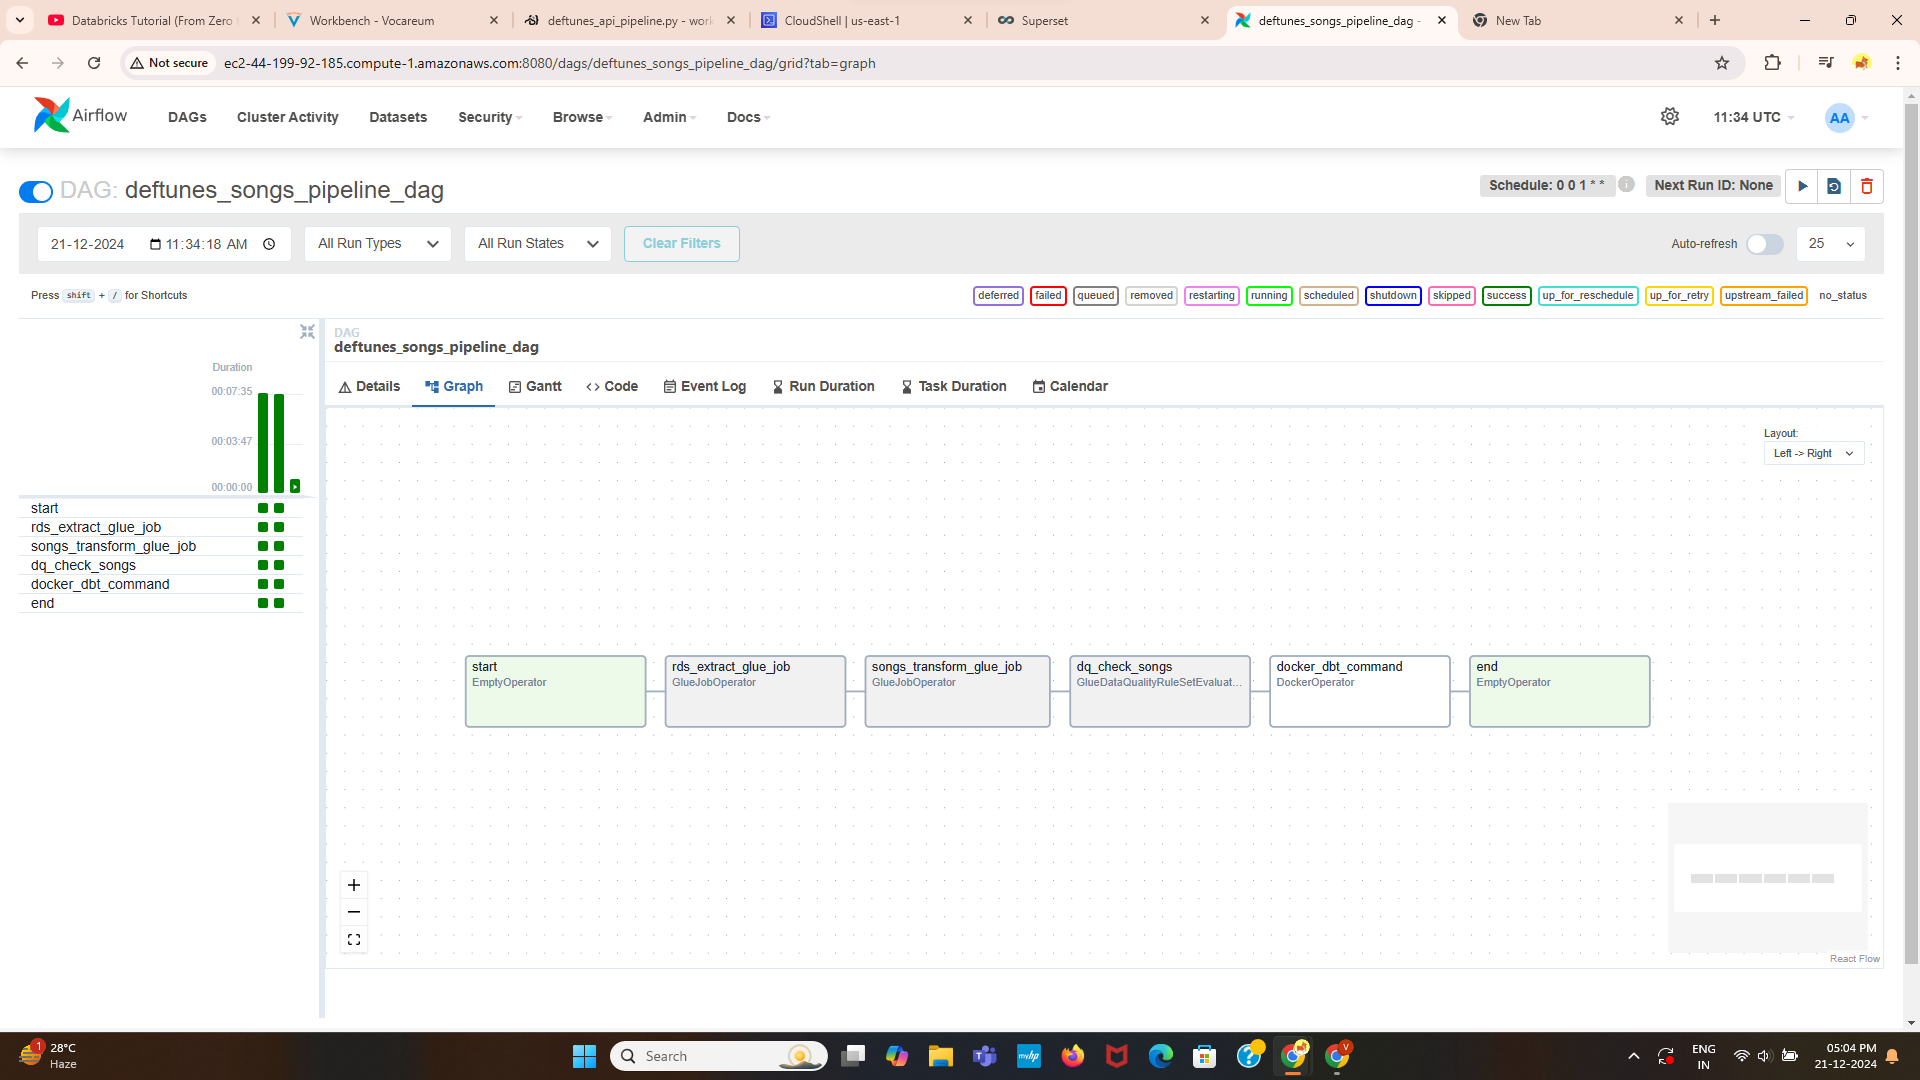 Databricks Tutorial (From Zero
Workbench - Vocareum
deftunes_api_pipeline.py - work
CloudShell | us-east-1
Superset
deftunes_songs_pipeline_dag -
New Tab
Not secure
ec2-44-199-92-185.compute-1.amazonaws.com:8080/dags/deftunes_songs_pipeline_dag/grid?tab=graph
Airflow
DAGs
Cluster Activity
Datasets
Security
Browse
Admin
Docs
11:34 UTC
AA
DAG: deftunes_songs_pipeline_dag
Schedule: 0 0 1 * *
Next Run ID: None
21-12-2024 11:34:18 AM
All Run Types
All Run States
Clear Filters
Auto-refresh
25
Press shift + / for Shortcuts
deferred
failed
queued
removed
restarting
running
scheduled
shutdown
skipped
success
up_for_reschedule
up_for_retry
upstream_failed
no_status
Duration
00:07:35
00:03:47
00:00:00
start
rds_extract_glue_job
songs_transform_glue_job
dq_check_songs
docker_dbt_command
end
DAG
deftunes_songs_pipeline_dag
Details
Graph
Gantt
Code
Event Log
Run Duration
Task Duration
Calendar
Layout:
Left -> Right
start
EmptyOperator
rds_extract_glue_job
GlueJobOperator
songs_transform_glue_job
GlueJobOperator
dq_check_songs
GlueDataQualityRuleSetEvaluat...
docker_dbt_command
DockerOperator
end
EmptyOperator
React Flow
1
28°C
Haze
Search
myhp
V
ENG
IN
05:04 PM
21-12-2024